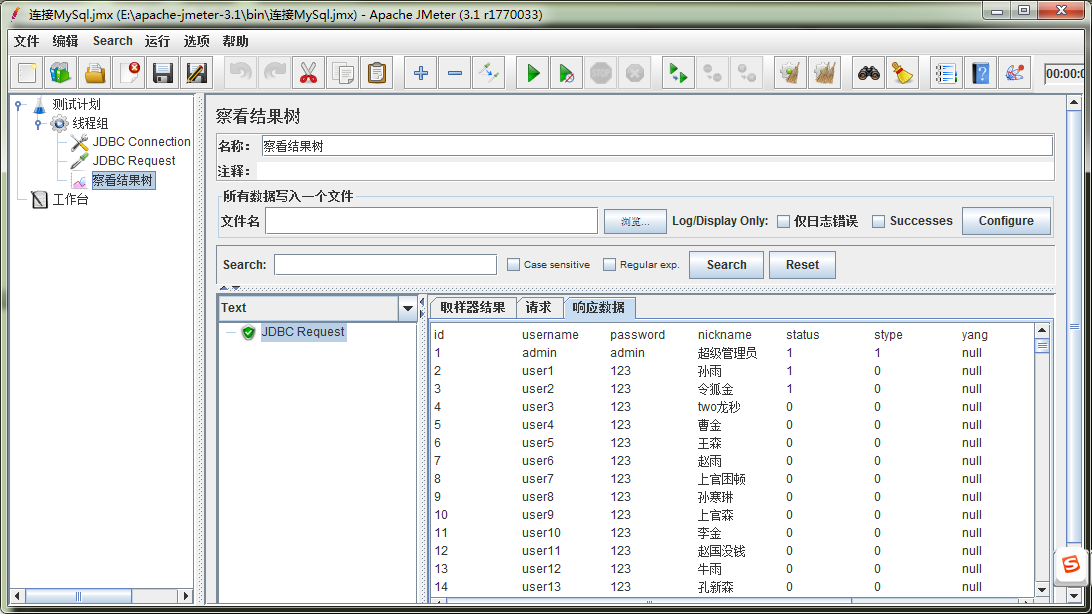 连接MySql.jmx (E:\apache-jmeter-3.1\bin\连接MySql.jmx) - Apache JMeter (3.1 r1770033)
文件 编辑 Search 运行 选项 帮助
STOP
00:00:0
测试计划
线程组
JDBC Connection
JDBC Request
察看结果树
工作台
察看结果树
名称： 察看结果树
注释：
所有数据写入一个文件
文件名 浏览... Log/Display Only: 仅日志错误 Successes Configure
Search: Case sensitive Regular exp. Search Reset
Text
JDBC Request
取样器结果 请求 响应数据
id username password nickname status stype yang
1 admin admin 超级管理员 1 1 null
2 user1 123 孙雨 1 0 null
3 user2 123 令狐金 1 0 null
4 user3 123 two龙秒 0 0 null
5 user4 123 曹金 0 0 null
6 user5 123 王森 0 0 null
7 user6 123 赵雨 0 0 null
8 user7 123 上官困顿 0 0 null
9 user8 123 孙寒琳 0 0 null
10 user9 123 上官森 0 0 null
11 user10 123 李金 0 0 null
12 user11 123 赵国没钱 0 0 null
13 user12 123 牛雨 0 0 null
14 user13 123 孔新森 0 0 null